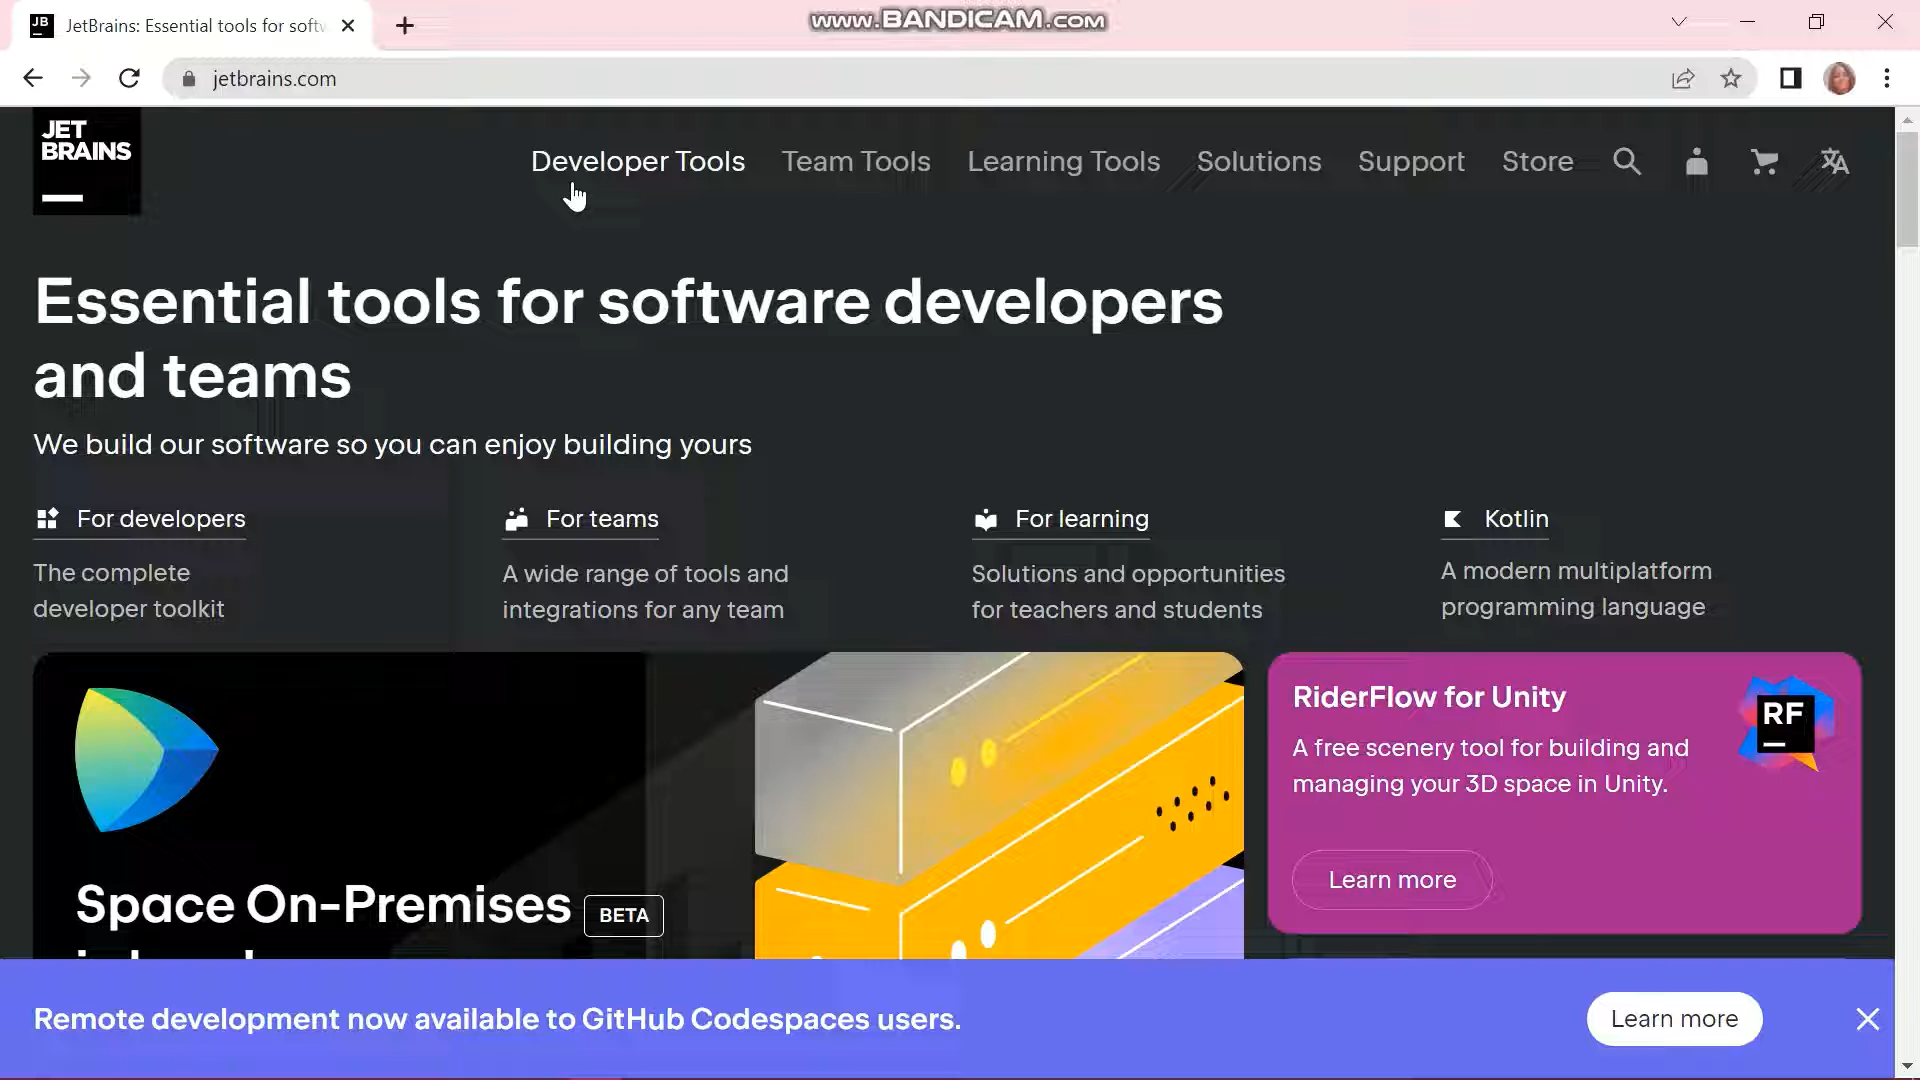 JetBrains: Essential tools for softw
www.BANDICAM.com
jetbrains.com
JET
BRAINS
Developer Tools
Team Tools
Learning Tools
Solutions
Support
Store
Essential tools for software developers
and teams
We build our software so you can enjoy building yours
For developers
The complete
developer toolkit
For teams
A wide range of tools and
integrations for any team
For learning
Solutions and opportunities
for teachers and students
Kotlin
A modern multiplatform
programming language
Space On-Premises BETA
RiderFlow for Unity
RF
A free scenery tool for building and
managing your 3D space in Unity.
Learn more
Remote development now available to GitHub Codespaces users.
Learn more